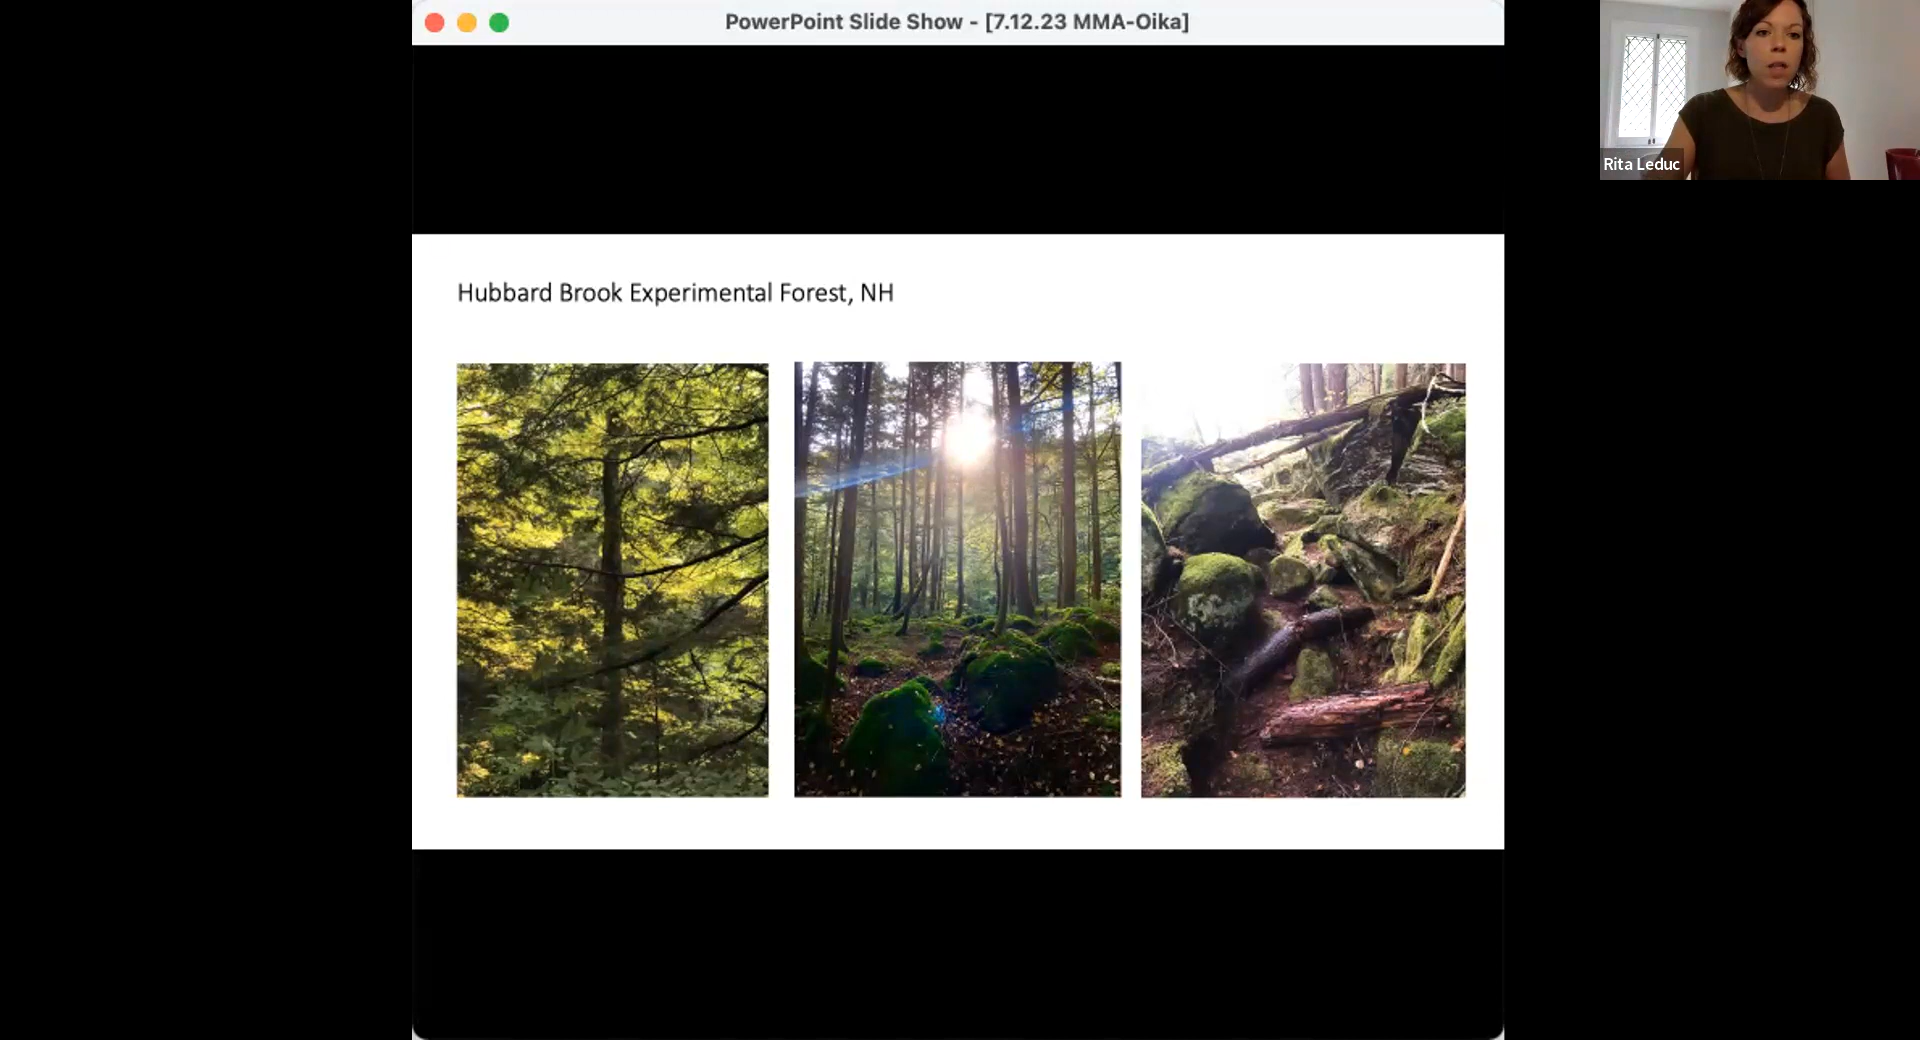 PowerPoint Slide Show - [7.12.23 MMA-Oika]
Rita Leduc
Hubbard Brook Experimental Forest, NH